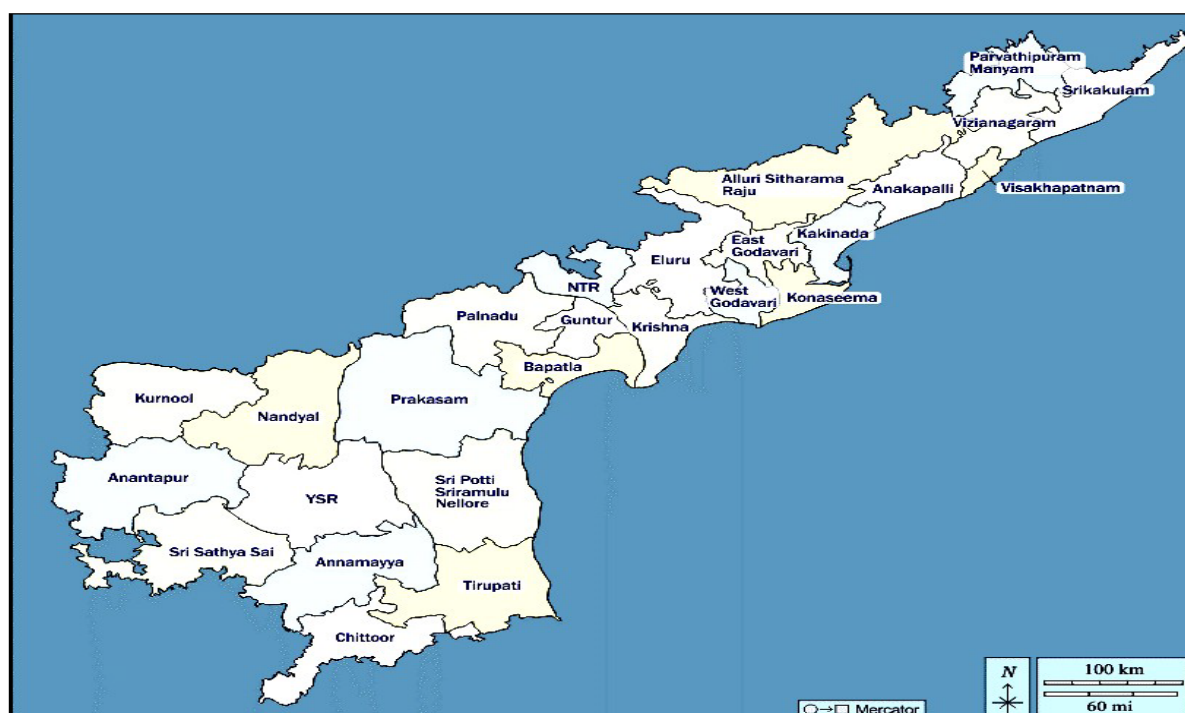 Parvathipuram
Manyam
Srikakulam
Vizianagaram
Alluri Sitharama
Raju
Anakapalli
Visakhapatnam
East
Godavari
Kakinada
Eluru
NTR
West
Godavari
Konaseema
Palnadu
Guntur
Krishna
Bapatla
Kurnool
Nandyal
Prakasam
Anantapur
YSR
Sri Potti
Sriramulu
Nellore
Sri Sathya Sai
Annamayya
Tirupati
Chittoor
N
100 km
60 mi
Mercator